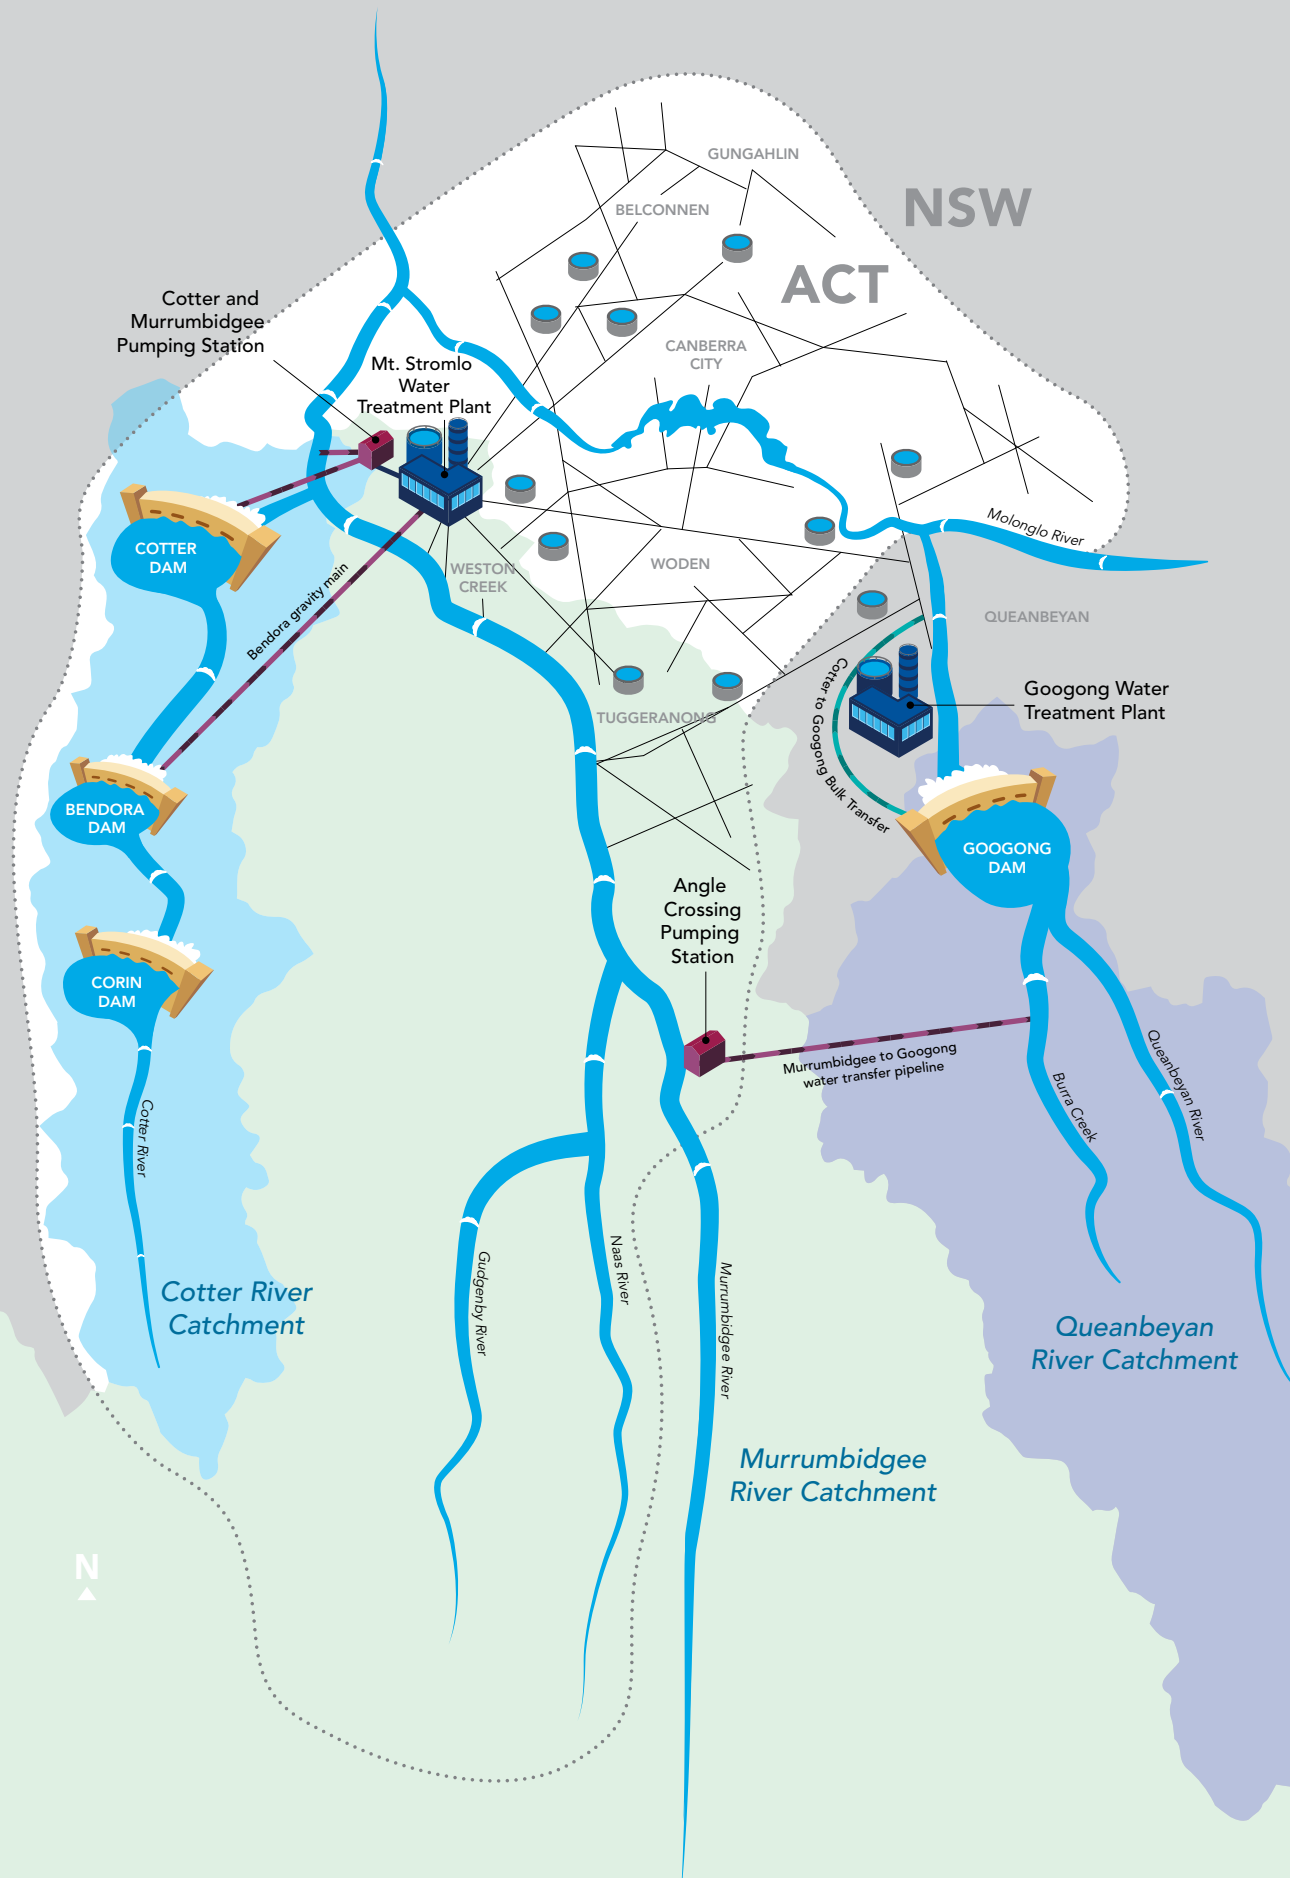 GUNGAHLIN
NSW
BELCONNEN
ACT
Cotter and
Murrumbidgee
Pumping Station
CANBERRA
CITY
Mt. Stromlo
Water
Treatment Plant
Molonglo River
COTTER
DAM
WESTON
CREEK
WODEN
Bendora gravity main
QUEANBEYAN
Cotter to Googong Bulk Transfer
Googong Water
Treatment Plant
TUGGERANONG
BENDORA
DAM
GOOGONG
DAM
Angle
Crossing
Pumping
Station
CORIN
DAM
Murrumbidgee to Googong
water transfer pipeline
Queanbeyan River
Burra Creek
Cotter River
Naas River
Gudgenby River
Murrumbidgee River
Cotter River
Catchment
Queanbeyan
River Catchment
Murrumbidgee
River Catchment
N